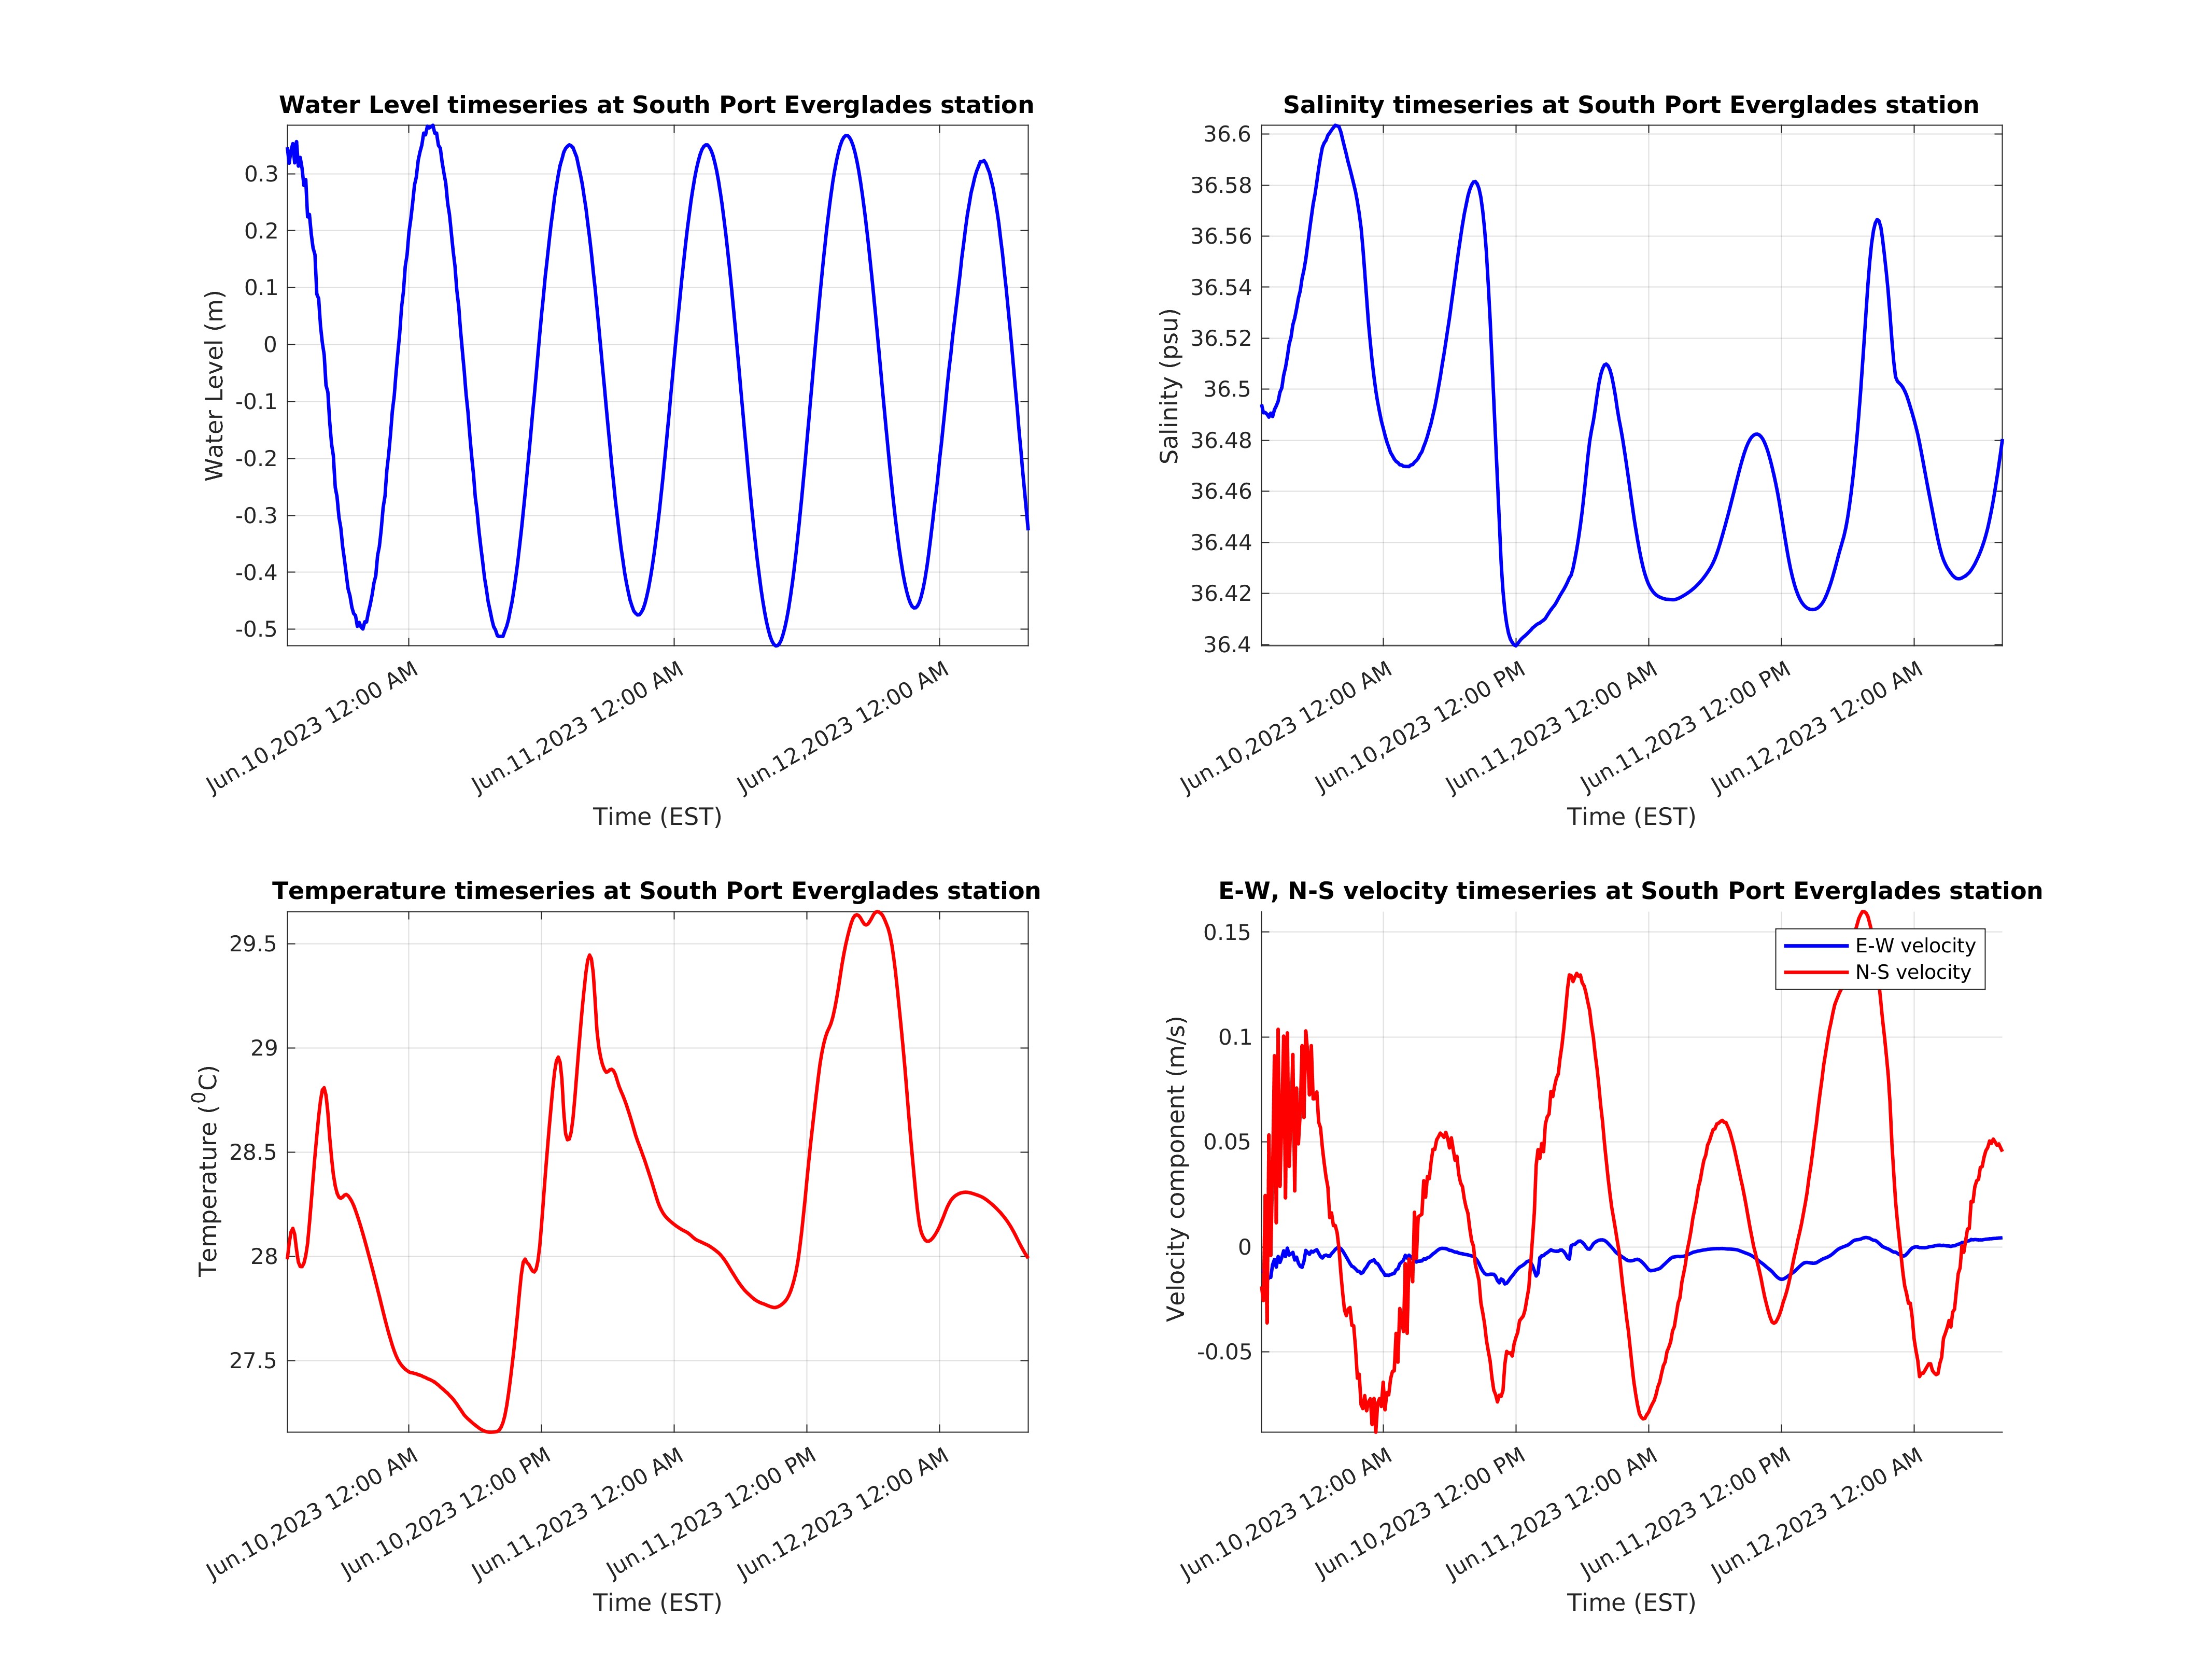 Water Level timeseries at South Port Everglades station
Water Level (m)
0.3
0.2
0.1
0
-0.1
-0.2
-0.3
-0.4
-0.5
Jun.10,2023 12:00 AM
Jun.11,2023 12:00 AM
Jun.12,2023 12:00 AM
Time (EST)
Salinity timeseries at South Port Everglades station
Salinity (psu)
36.6
36.58
36.56
36.54
36.52
36.5
36.48
36.46
36.44
36.42
36.4
Jun.10,2023 12:00 AM
Jun.10,2023 12:00 PM
Jun.11,2023 12:00 AM
Jun.11,2023 12:00 PM
Jun.12,2023 12:00 AM
Time (EST)
Temperature timeseries at South Port Everglades station
Temperature (⁰C)
29.5
29
28.5
28
27.5
Jun.10,2023 12:00 AM
Jun.10,2023 12:00 PM
Jun.11,2023 12:00 AM
Jun.11,2023 12:00 PM
Jun.12,2023 12:00 AM
Time (EST)
E-W, N-S velocity timeseries at South Port Everglades station
Velocity component (m/s)
0.15
0.1
0.05
0
-0.05
E-W velocity
N-S velocity
Jun.10,2023 12:00 AM
Jun.10,2023 12:00 PM
Jun.11,2023 12:00 AM
Jun.11,2023 12:00 PM
Jun.12,2023 12:00 AM
Time (EST)